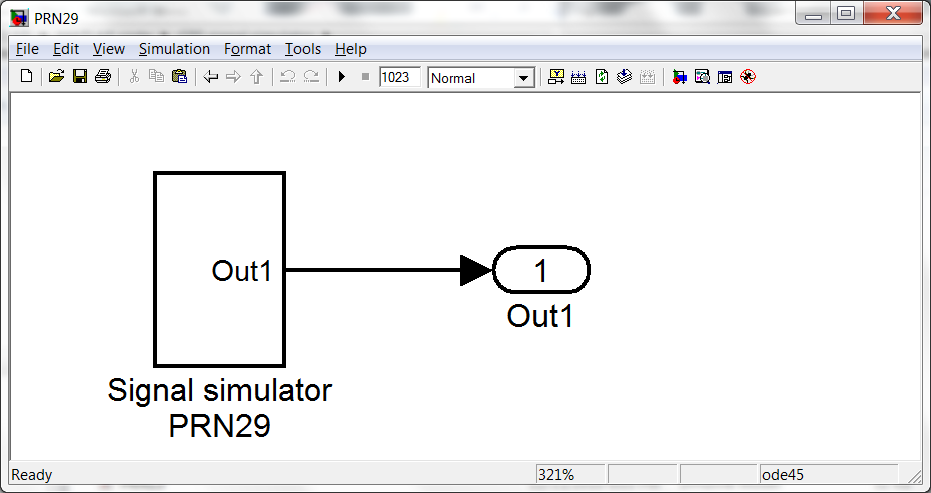 PRN29
File Edit View Simulation Format Tools Help
1023 Normal
Out1
1
Out1
Signal simulator
PRN29
Ready 321% ode45